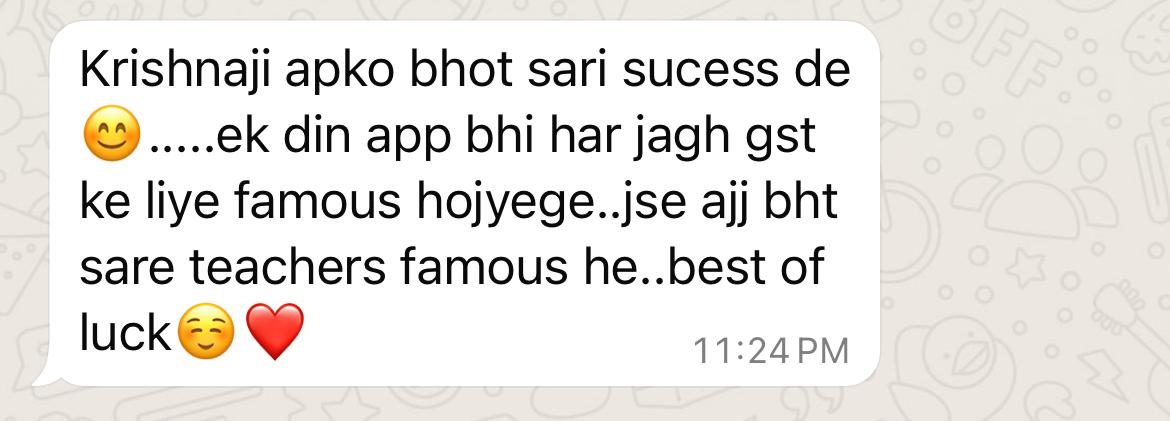 Krishnaji apko bhot sari sucess de
😊.....ek din app bhi har jagh gst
ke liye famous hojyege..jse ajj bht
sare teachers famous he..best of
luck☺️❤️
11:24 PM